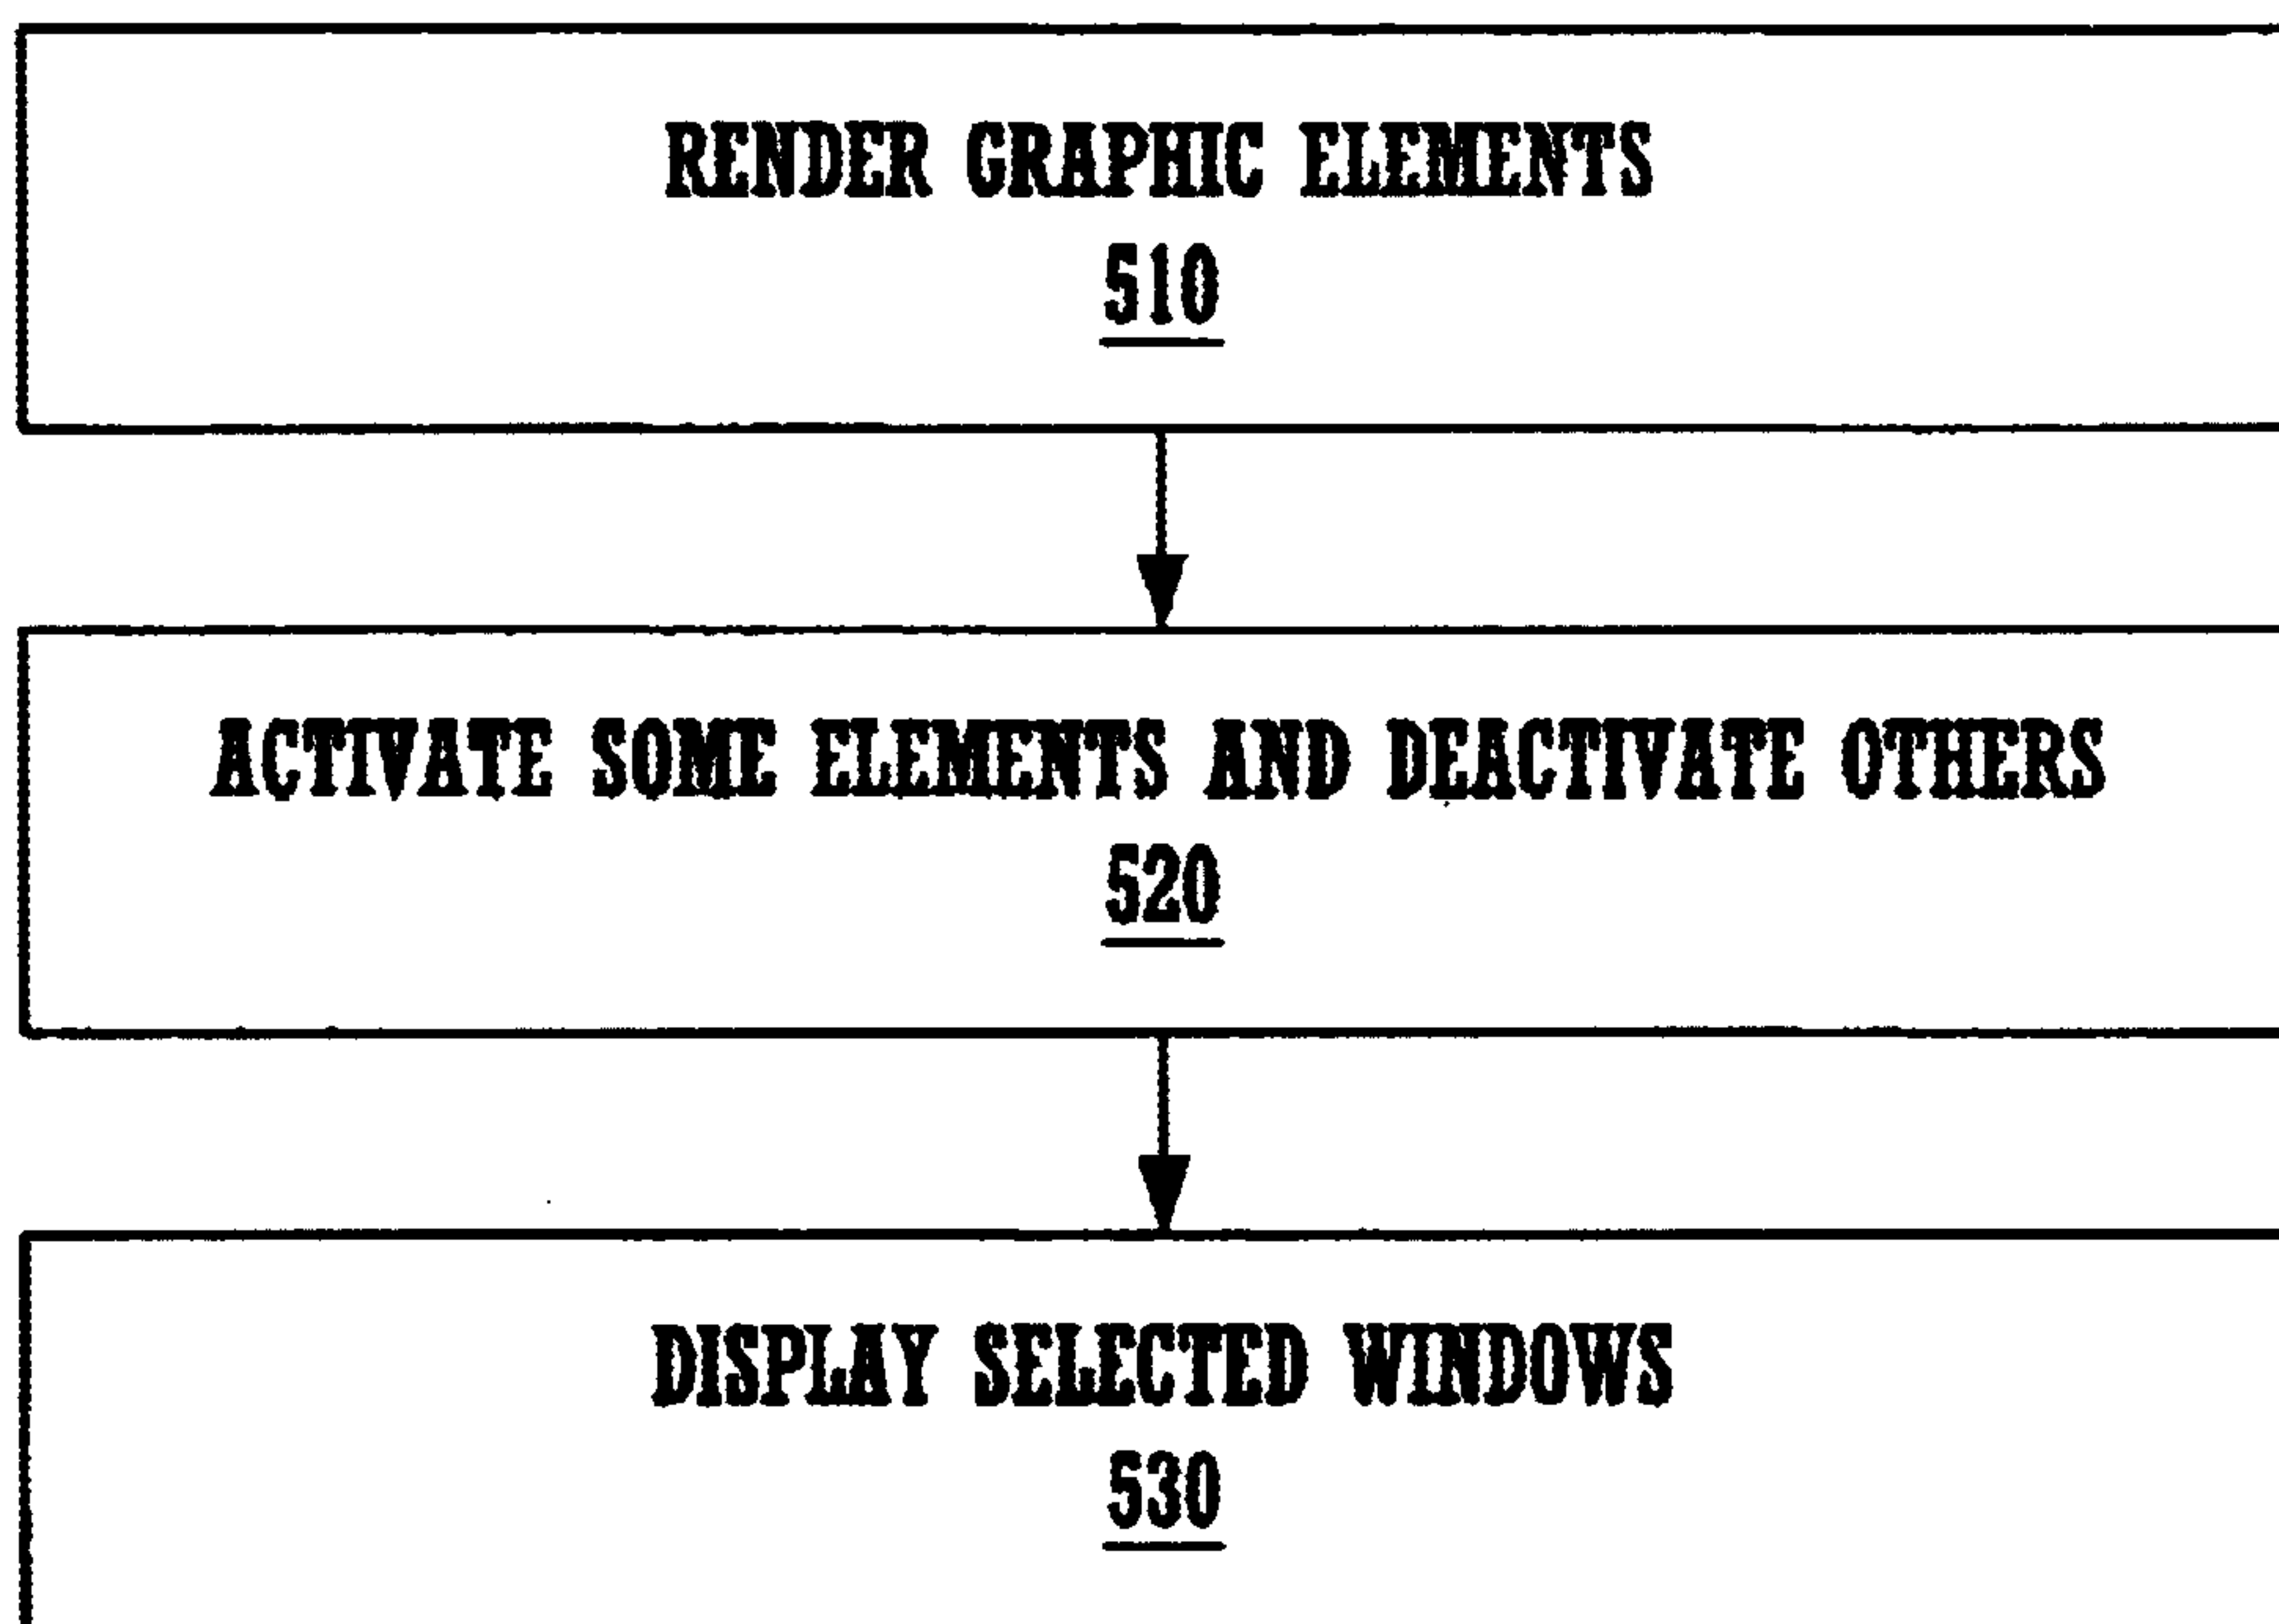 RENDER GRAPHIC ELEMENTS
510
ACTIVATE SOME ELEMENTS AND DEACTIVATE OTHERS
520
DISPLAY SELECTED WINDOWS
530